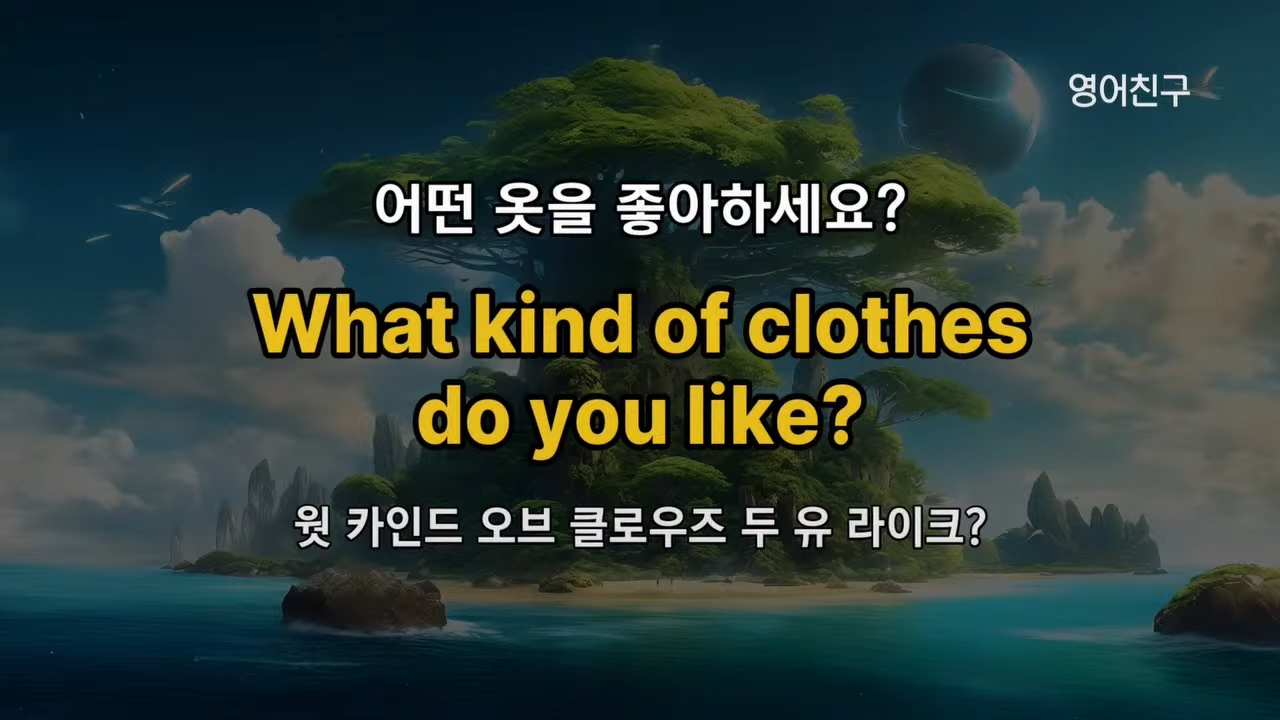 영어친구
어떤 옷을 좋아하세요?
What kind of clothes
do you like?
왓 카인드 오브 클로우즈 두 유 라이크?